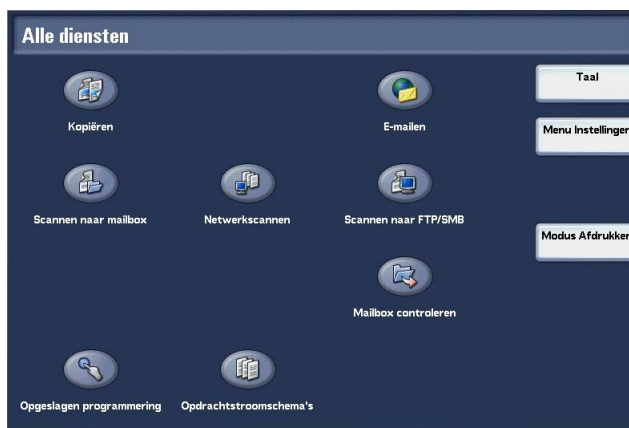 Alle diensten
Kopiëren
E-mailen
Taal
Menu Instellingen
Scannen naar mailbox
Netwerkscannen
Scannen naar FTP/SMB
Modus Afdrukken
Mailbox controleren
Opgeslagen programmering
Opdrachtstroomschema's